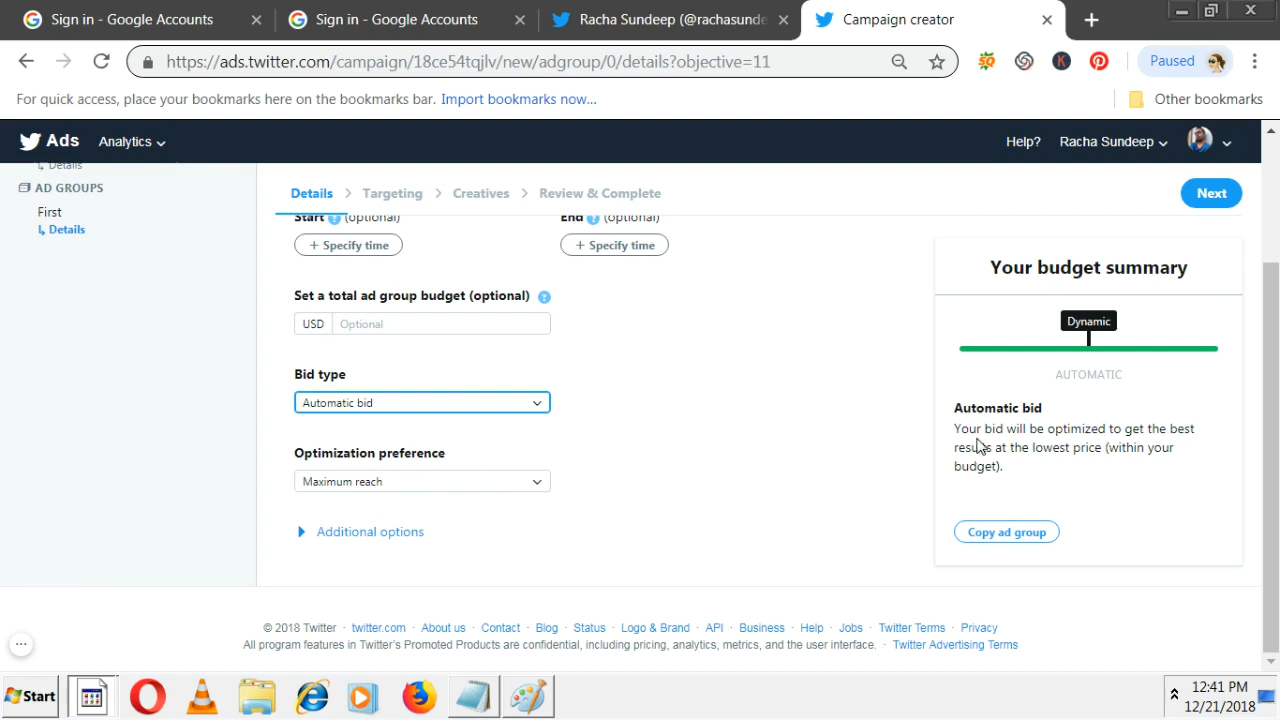 Sign in - Google Accounts
Sign in - Google Accounts
Racha Sundeep (@rachasunde
Campaign creator
https://ads.twitter.com/campaign/18ce54tqjlv/new/adgroup/0/details?objective=11
SQ
K
Paused
For quick access, place your bookmarks here on the bookmarks bar. Import bookmarks now...
Other bookmarks
Ads
Analytics
Help?
Racha Sundeep
Details
AD GROUPS
First
Details
Details
Targeting
Creatives
Review & Complete
Next
Start ? (optional)
End ? (optional)
+ Specify time
+ Specify time
Your budget summary
Set a total ad group budget (optional) ?
USD
Optional
Dynamic
AUTOMATIC
Bid type
Automatic bid
Automatic bid
Your bid will be optimized to get the best
results at the lowest price (within your
budget).
Optimization preference
Maximum reach
Additional options
Copy ad group
© 2018 Twitter · twitter.com · About us · Contact · Blog · Status · Logo & Brand · API · Business · Help · Jobs · Twitter Terms · Privacy
All program features in Twitter's Promoted Products are confidential, including pricing, analytics, metrics, and the user interface. · Twitter Advertising Terms
Start
12:41 PM
12/21/2018